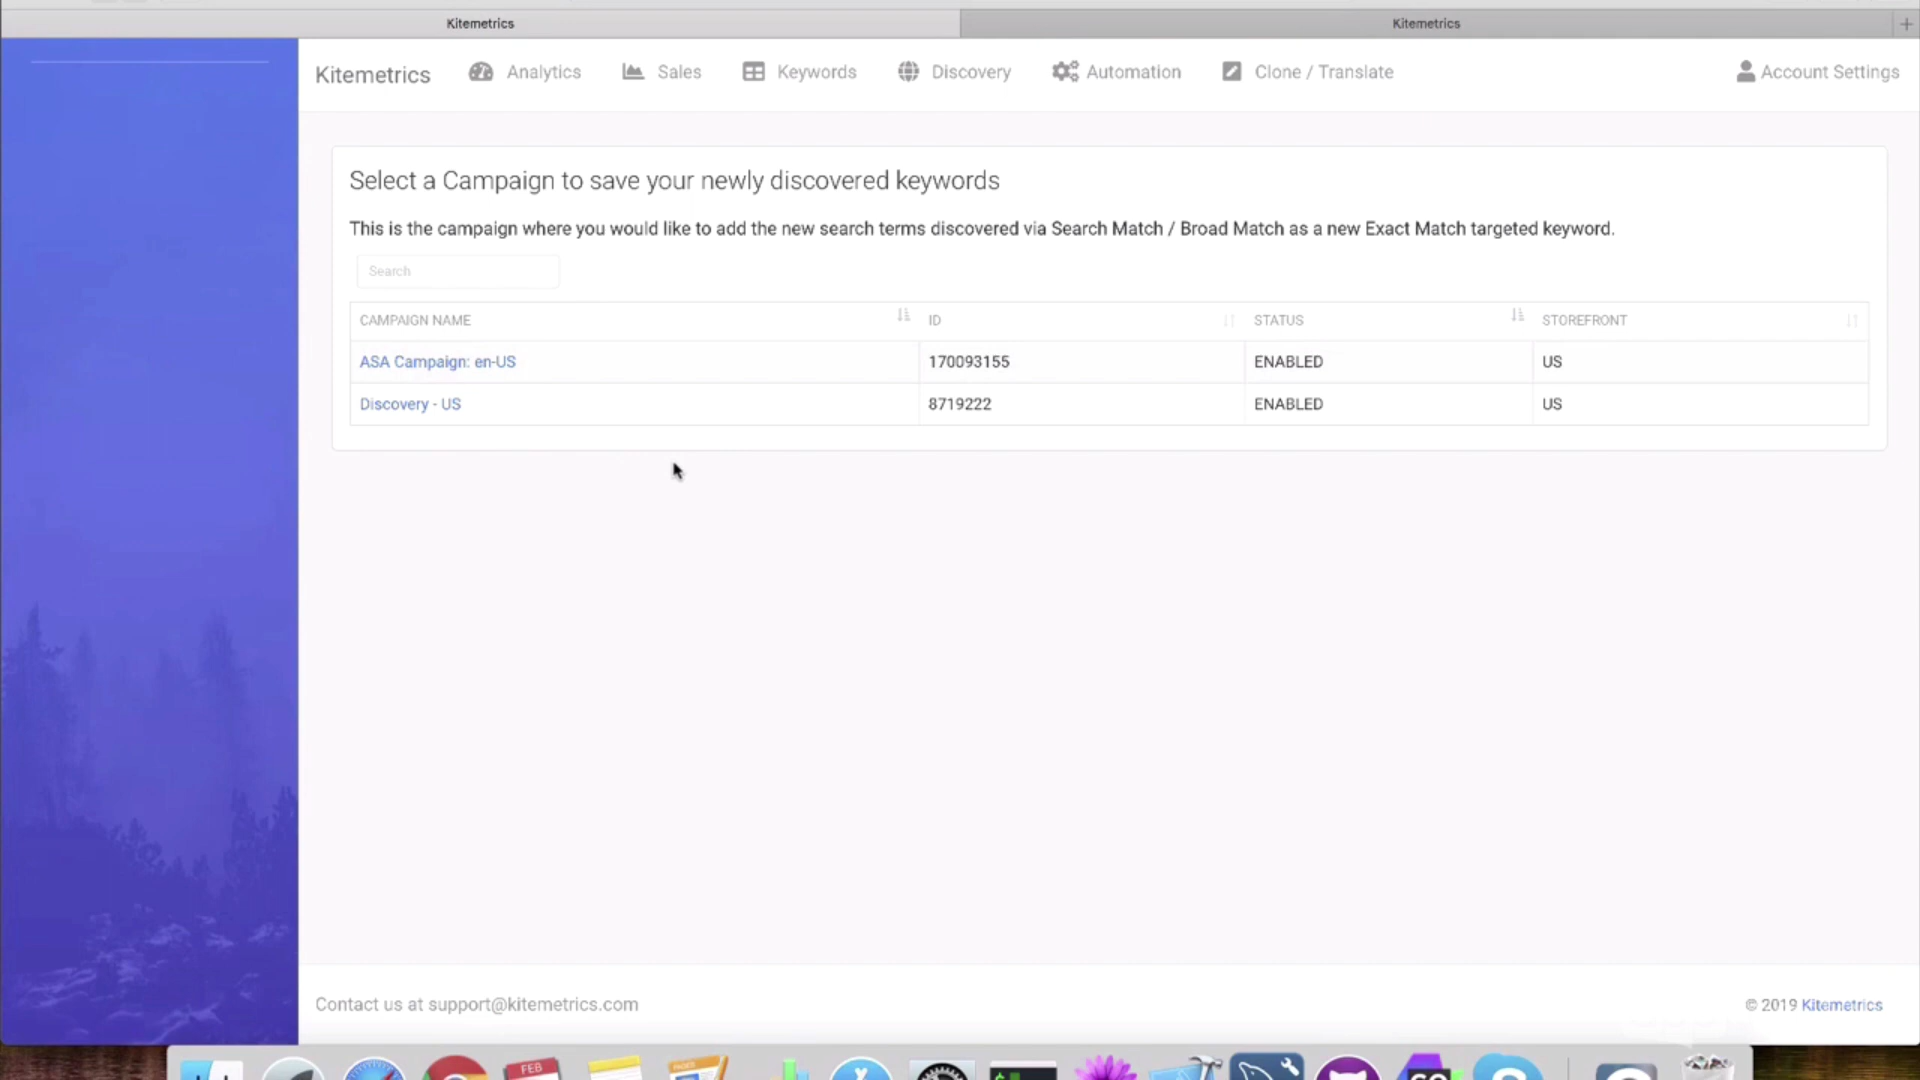 Kitemetrics
Kitemetrics
Kitemetrics
Analytics
Sales
Keywords
Discovery
Automation
Clone / Translate
Account Settings
Select a Campaign to save your newly discovered keywords
This is the campaign where you would like to add the new search terms discovered via Search Match / Broad Match as a new Exact Match targeted keyword.
Search
CAMPAIGN NAME
ID
STATUS
STOREFRONT
ASA Campaign: en-US
170093155
ENABLED
US
Discovery - US
8719222
ENABLED
US
Contact us at support@kitemetrics.com
© 2019 Kitemetrics
FEB
PAGES